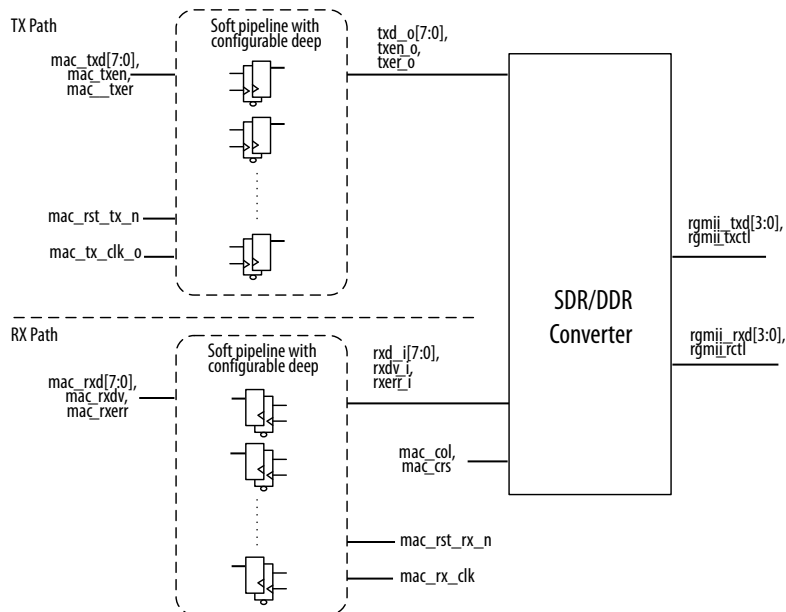 TX Path
Soft pipeline with
configurable deep
mac_txd[7:0],
mac_txen,
mac__txer
txd_o[7:0],
txen_o,
txer_o
mac_rst_tx_n
mac_tx_clk_o
SDR/DDR
Converter
rgmii_txd[3:0],
rgmii_txctl
RX Path
Soft pipeline with
configurable deep
mac_rxd[7:0],
mac_rxdv,
mac_rxerr
rxd_i[7:0],
rxdv_i,
rxerr_i
rgmii_rxd[3:0],
rgmii_rctl
mac_col,
mac_crs
mac_rst_rx_n
mac_rx_clk